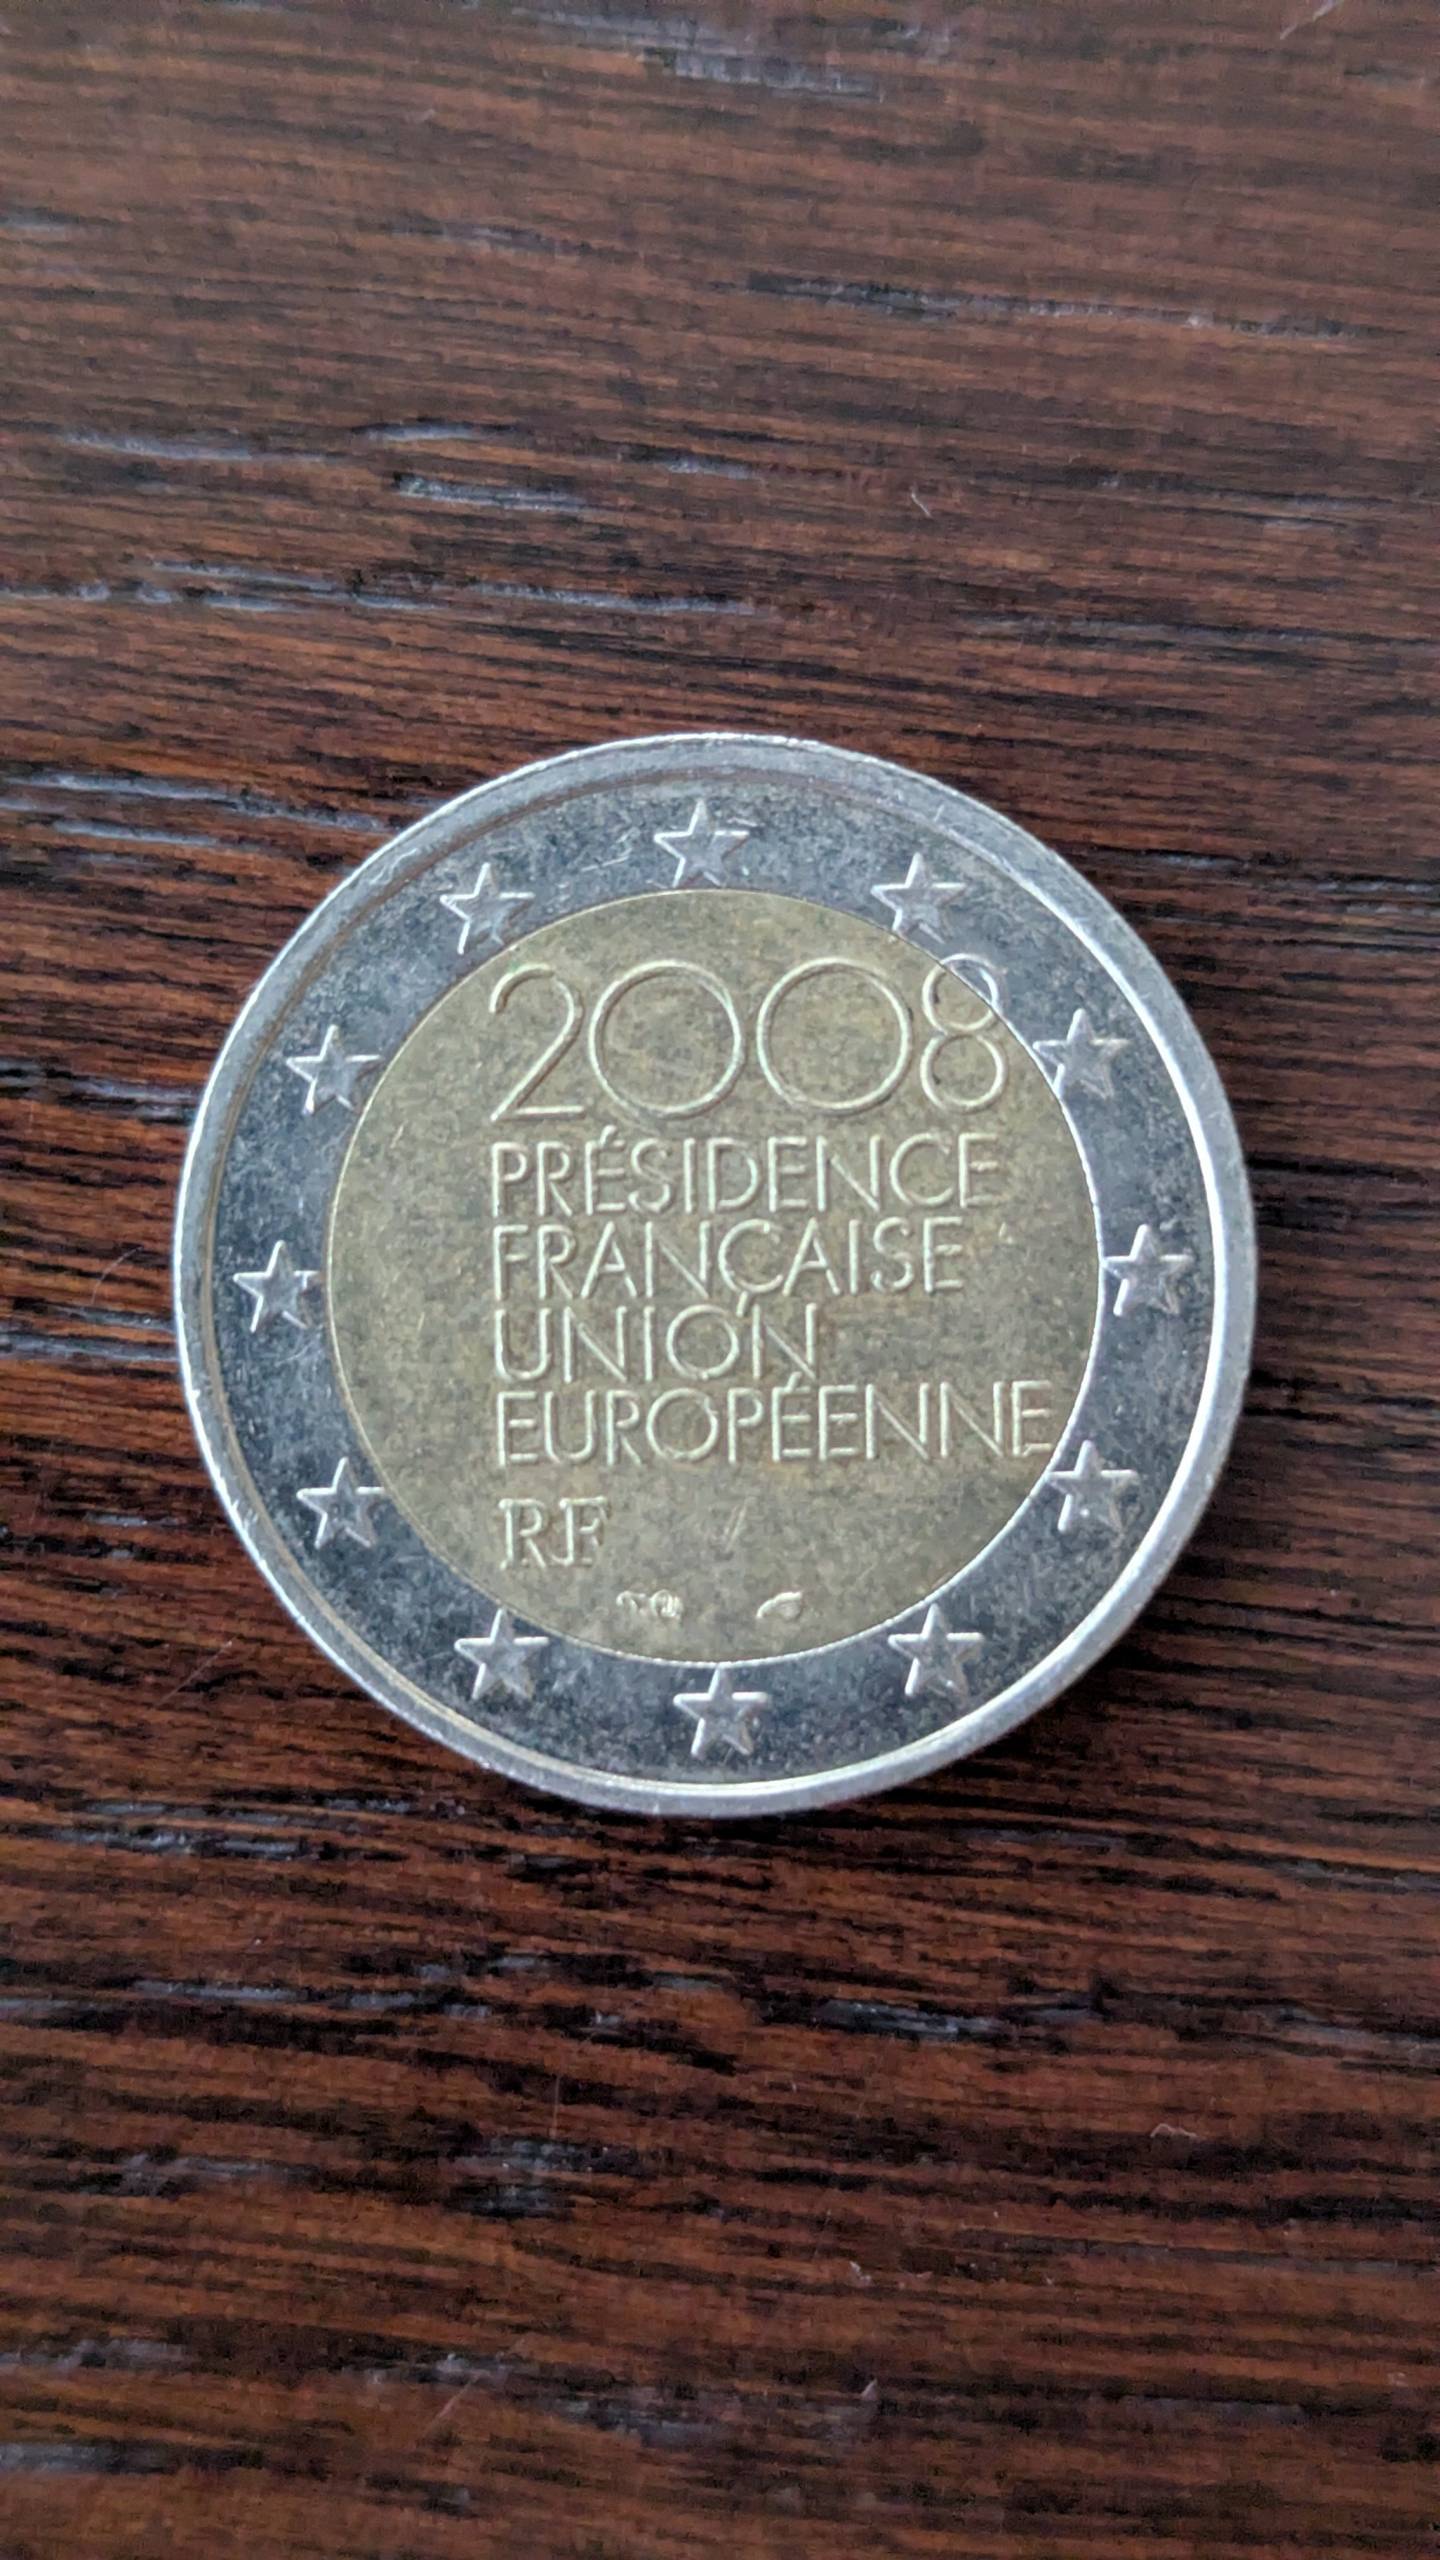 2008
PRÉSIDENCE
FRANÇAISE
UNION
EUROPÉENNE
RF